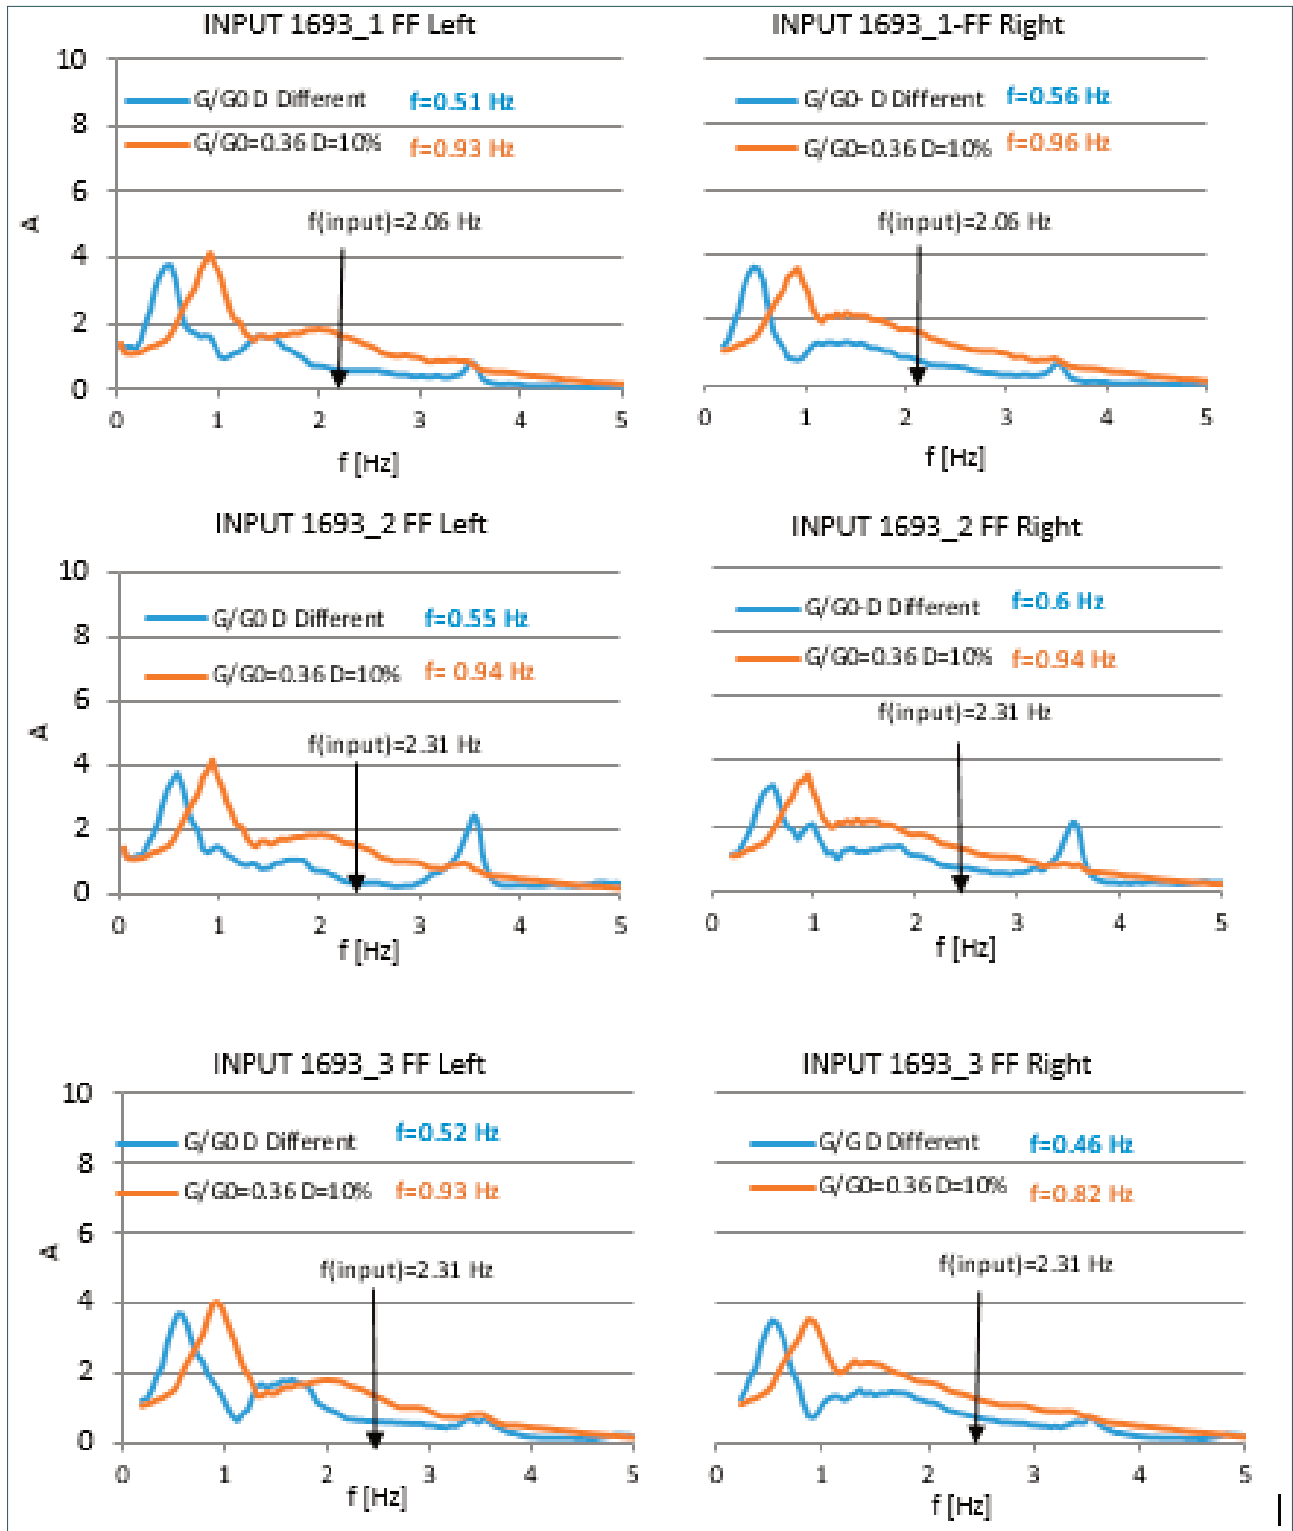 INPUT 1693_1 FF Left
10
G/G0 D Different f=0.51 Hz
8
G/G0=0.36 D=10% f=0.93 Hz
6
A
f(input)=2.06 Hz
4
2
0
0 1 2 3 4 5
f [Hz]
INPUT 1693_1-FF Right
G/G0- D Different f=0.56 Hz
G/G0=0.36 D=10% f=0.96 Hz
f(input)=2.06 Hz
0 1 2 3 4 5
f [Hz]
INPUT 1693_2 FF Left
10
G/G0 D Different f=0.55 Hz
8
G/G0=0.36 D=10% f= 0.94 Hz
6
A
f(input)=2.31 Hz
4
2
0
0 1 2 3 4 5
f [Hz]
INPUT 1693_2 FF Right
G/G0-D Different f=0.6 Hz
G/G0=0.36 D=10% f=0.94 Hz
f(input)=2.31 Hz
0 1 2 3 4 5
f [Hz]
INPUT 1693_3 FF Left
10
G/G0 D Different f=0.52 Hz
8
G/G0=0.36 D=10% f=0.93 Hz
6
A
f(input)=2.31 Hz
4
2
0
0 1 2 3 4 5
f [Hz]
INPUT 1693_3 FF Right
G/G D Different f=0.46 Hz
G/G0=0.36 D=10% f=0.82 Hz
f(input)=2.31 Hz
0 1 2 3 4 5
f [Hz]